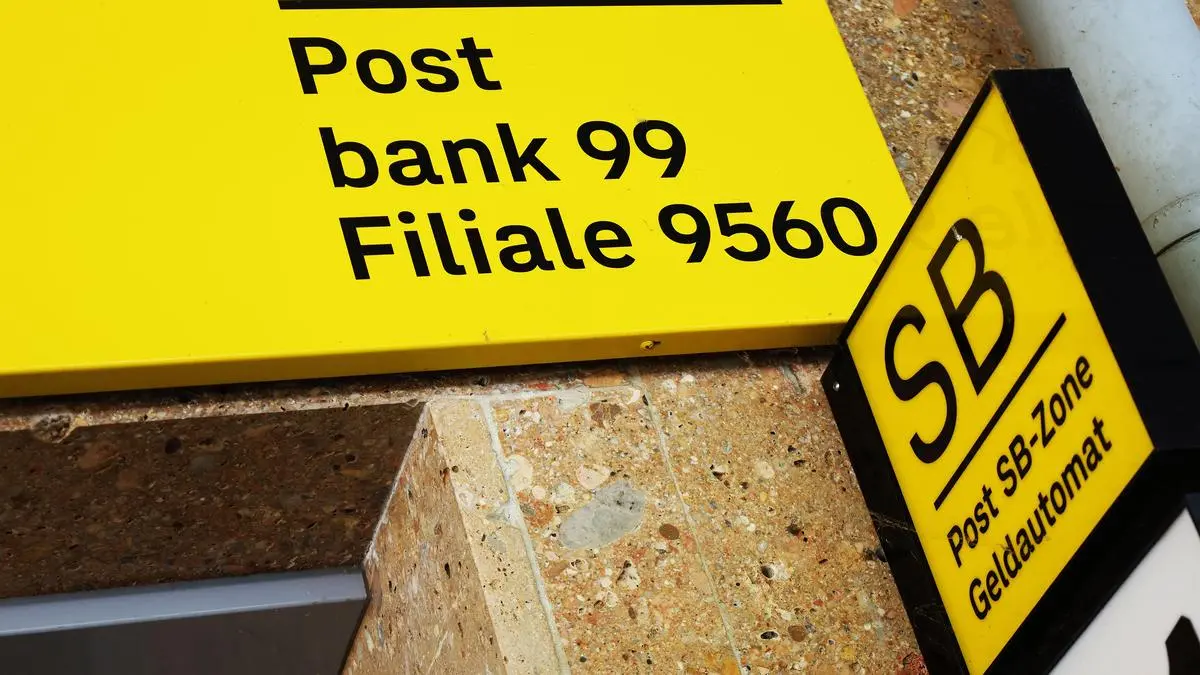 Post
bank 99
Filiale 9560
SB
Post SB-Zone
Geldautomat